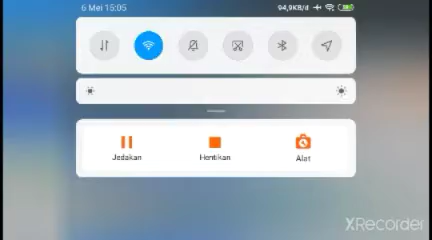 6 Mei 15:05
94,9KB/d
Jedakan
Hentikan
Alat
XRecorder